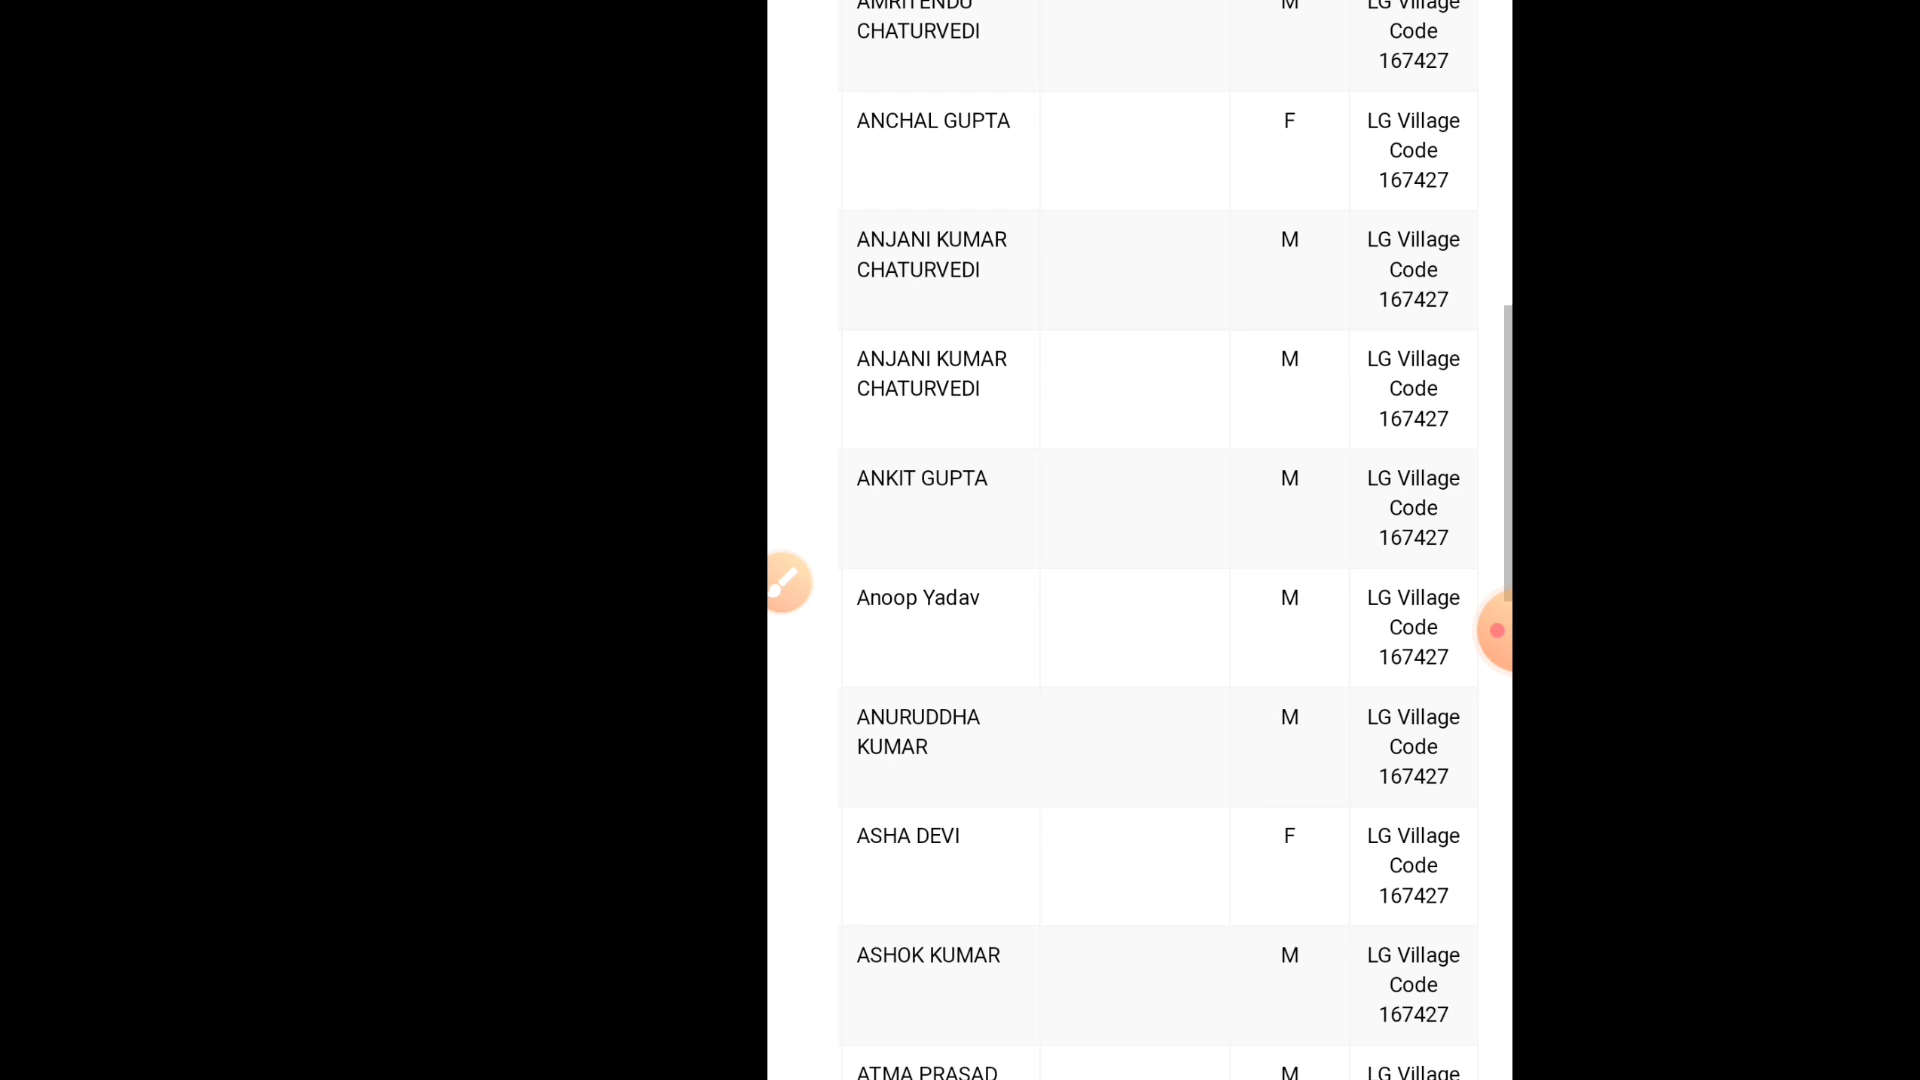 AMRITENDU M LG Village
CHATURVEDI Code
167427
ANCHAL GUPTA F LG Village
Code
167427
ANJANI KUMAR M LG Village
CHATURVEDI Code
167427
ANJANI KUMAR M LG Village
CHATURVEDI Code
167427
ANKIT GUPTA M LG Village
Code
167427
Anoop Yadav M LG Village
Code
167427
ANURUDDHA M LG Village
KUMAR Code
167427
ASHA DEVI F LG Village
Code
167427
ASHOK KUMAR M LG Village
Code
167427
ATMA PRASAD M LG Village